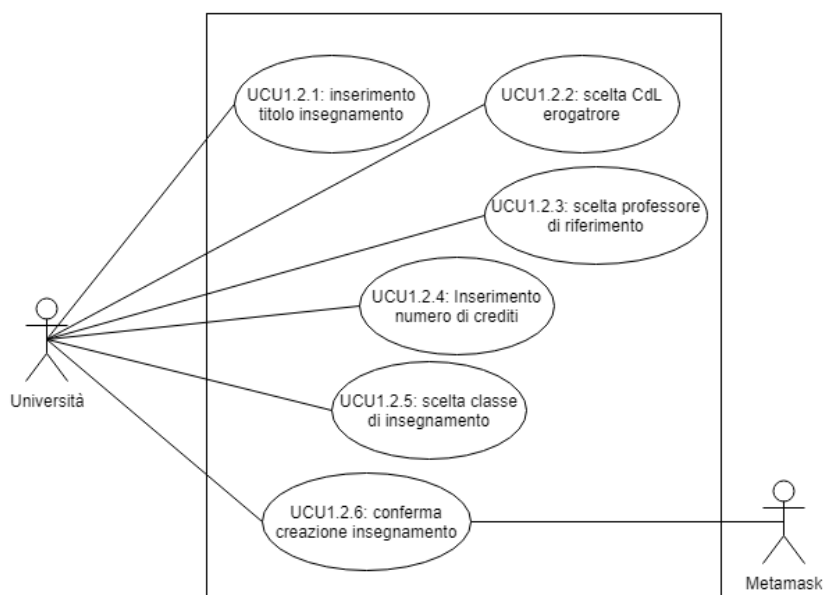 UCU1.2.1: inserimento
titolo insegnamento
UCU1.2.2: scelta CdL
erogatrore
UCU1.2.3: scelta professore
di riferimento
UCU1.2.4: Inserimento
numero di crediti
Università
UCU1.2.5: scelta classe
di insegnamento
UCU1.2.6: conferma
creazione insegnamento
Metamask